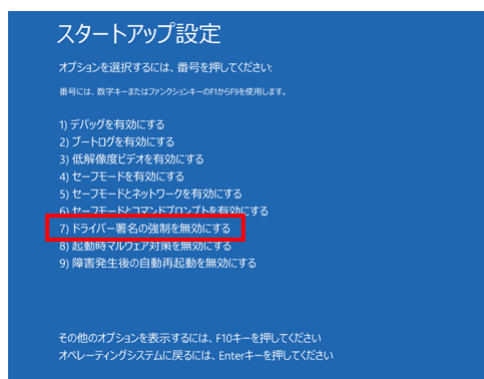 スタートアップ設定
オプションを選択するには、番号を押してください:
番号には、数字キーまたはファンクションキーのF1からF9を使用します。
1) デバッグを有効にする
2) ブートログを有効にする
3) 低解像度ビデオを有効にする
4) セーフモードを有効にする
5) セーフモードとネットワークを有効にする
6) セーフモードとコマンドプロンプトを有効にする
7) ドライバー署名の強制を無効にする
8) 起動時マルウェア対策を無効にする
9) 障害発生後の自動再起動を無効にする
その他のオプションを表示するには、F10キーを押してください
オペレーティングシステムに戻るには、Enterキーを押してください